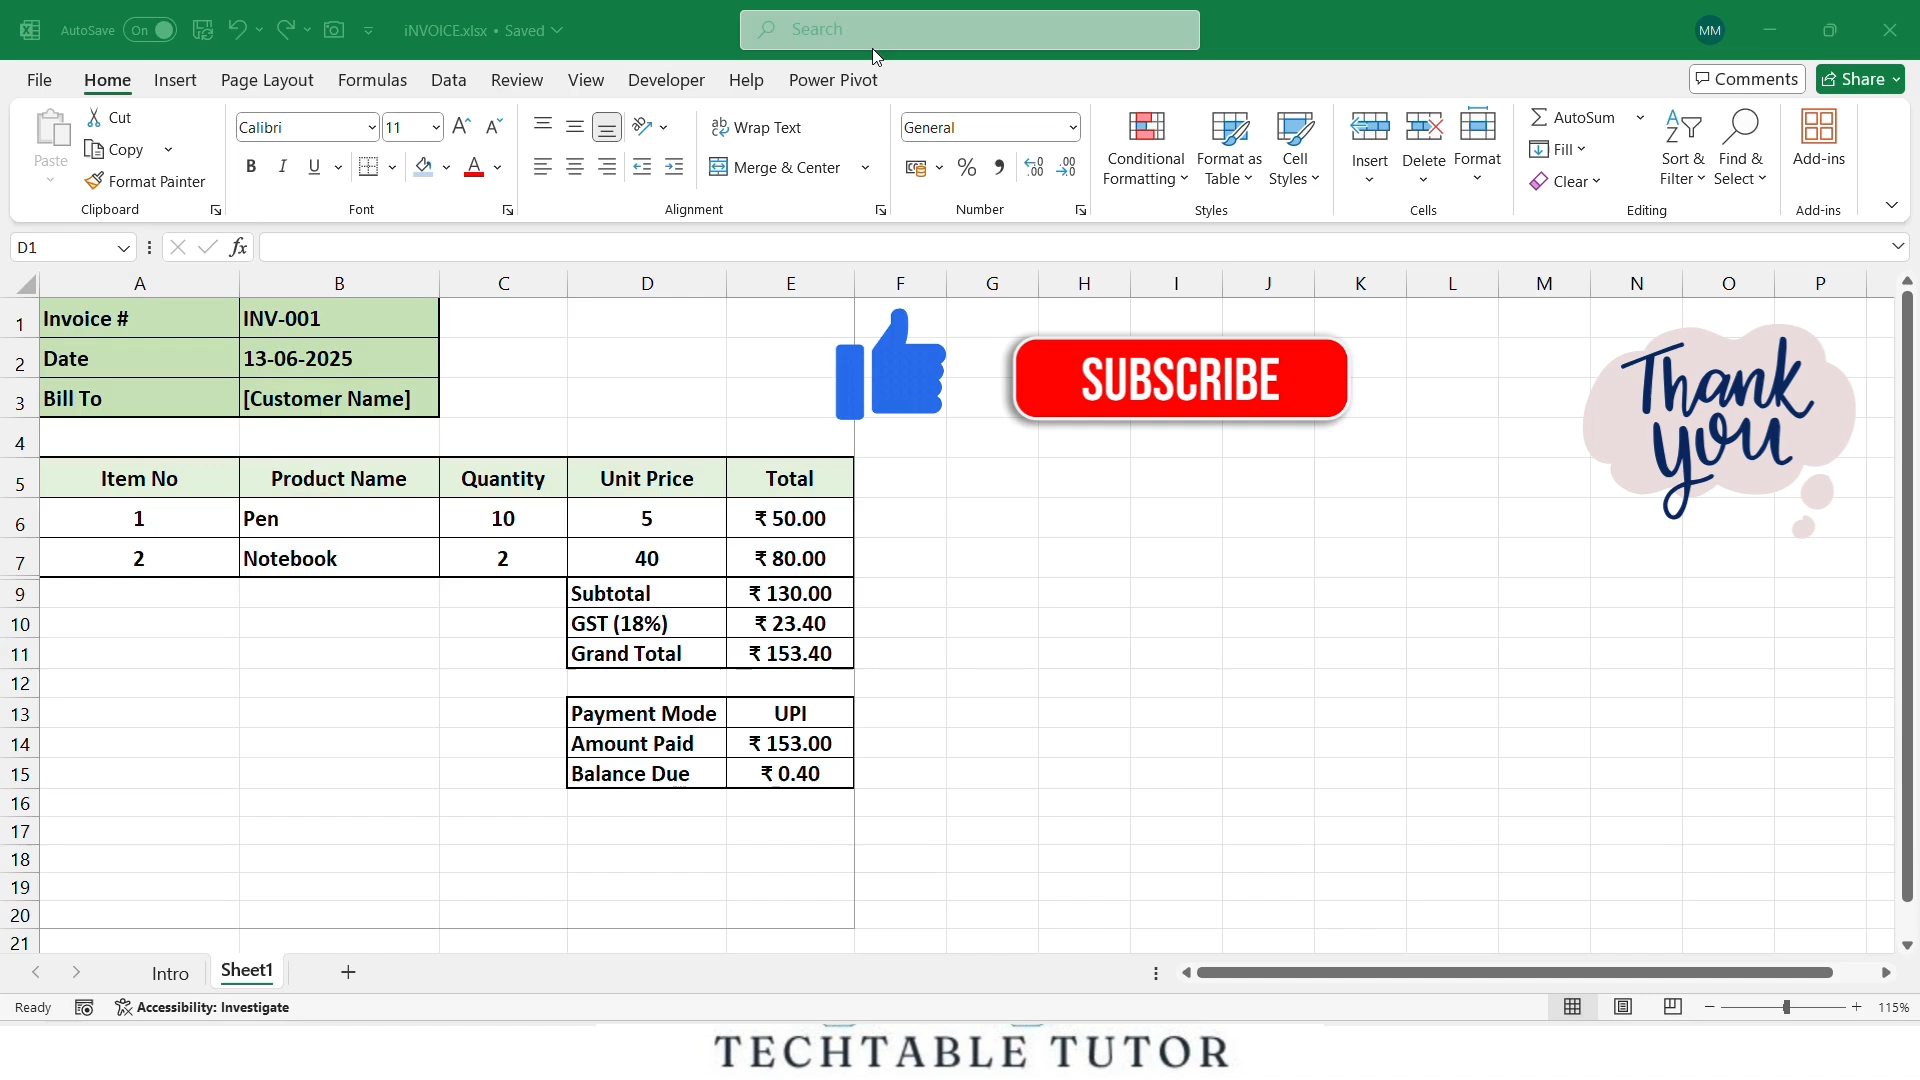 AutoSave On iNVOICE.xlsx • Saved Search MM
File Home Insert Page Layout Formulas Data Review View Developer Help Power Pivot Comments Share
Paste Cut Copy Format Painter Clipboard
Calibri 11 B I U A Font
Wrap Text Merge & Center Alignment
General % Number
Conditional Formatting Format as Table Cell Styles Styles
Insert Delete Format Cells
AutoSum Fill Clear Sort & Filter Find & Select Editing
Add-ins Add-ins
D1 fx
A B C D E F G H I J K L M N O P
1 Invoice # INV-001
2 Date 13-06-2025
3 Bill To [Customer Name]
SUBSCRIBE
Thank
you
4
5 Item No Product Name Quantity Unit Price Total
6 1 Pen 10 5 ₹ 50.00
7 2 Notebook 2 40 ₹ 80.00
9 Subtotal ₹ 130.00
10 GST (18%) ₹ 23.40
11 Grand Total ₹ 153.40
12
13 Payment Mode UPI
14 Amount Paid ₹ 153.00
15 Balance Due ₹ 0.40
16
17
18
19
20
21
Intro Sheet1
Ready Accessibility: Investigate 115%
TECHTABLE TUTOR